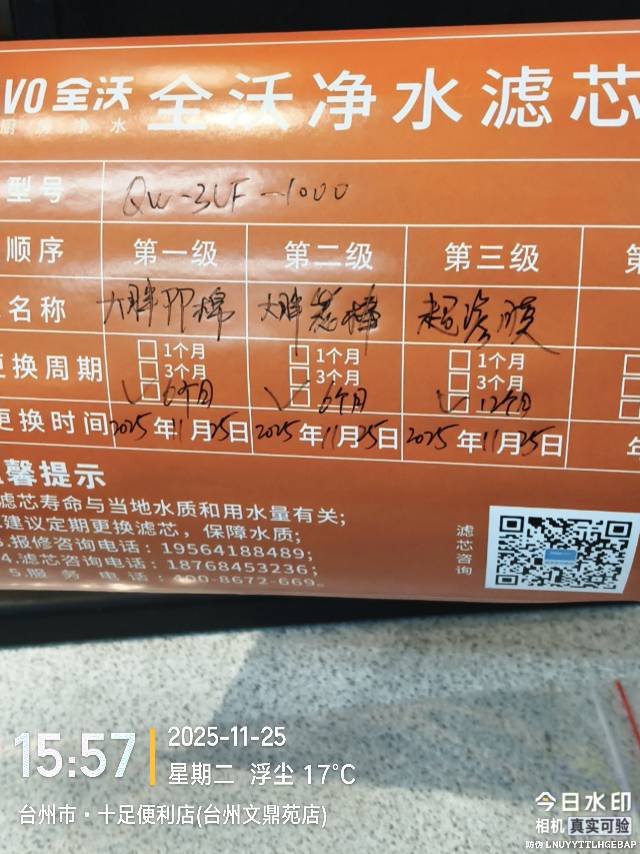 VO 全沃 全沃净水滤芯
厨房净水
型号 QW-3UF-1000
顺序 第一级 第二级 第三级 第
名称 大胖PP棉 大胖 棒 超滤膜
更换周期 1个月 1个月 1个月
3个月 3个月 3个月
6个月 6个月 12个月
更换时间 2025年11月25日 2025年11月25日 2025年11月25日 年
温馨提示
滤芯寿命与当地水质和用水量有关;
建议定期更换滤芯，保障水质;
3.报修咨询电话：19564188489;
4.滤芯咨询电话：18768453236;
5.服务电话：400-8672-669。
滤芯咨询
15:57 2025-11-25
星期二 浮尘 17℃
台州市·十足便利店(台州文鼎苑店)
今日水印
相机 真实可验
防伪 LNUYYTTLHGEBAP